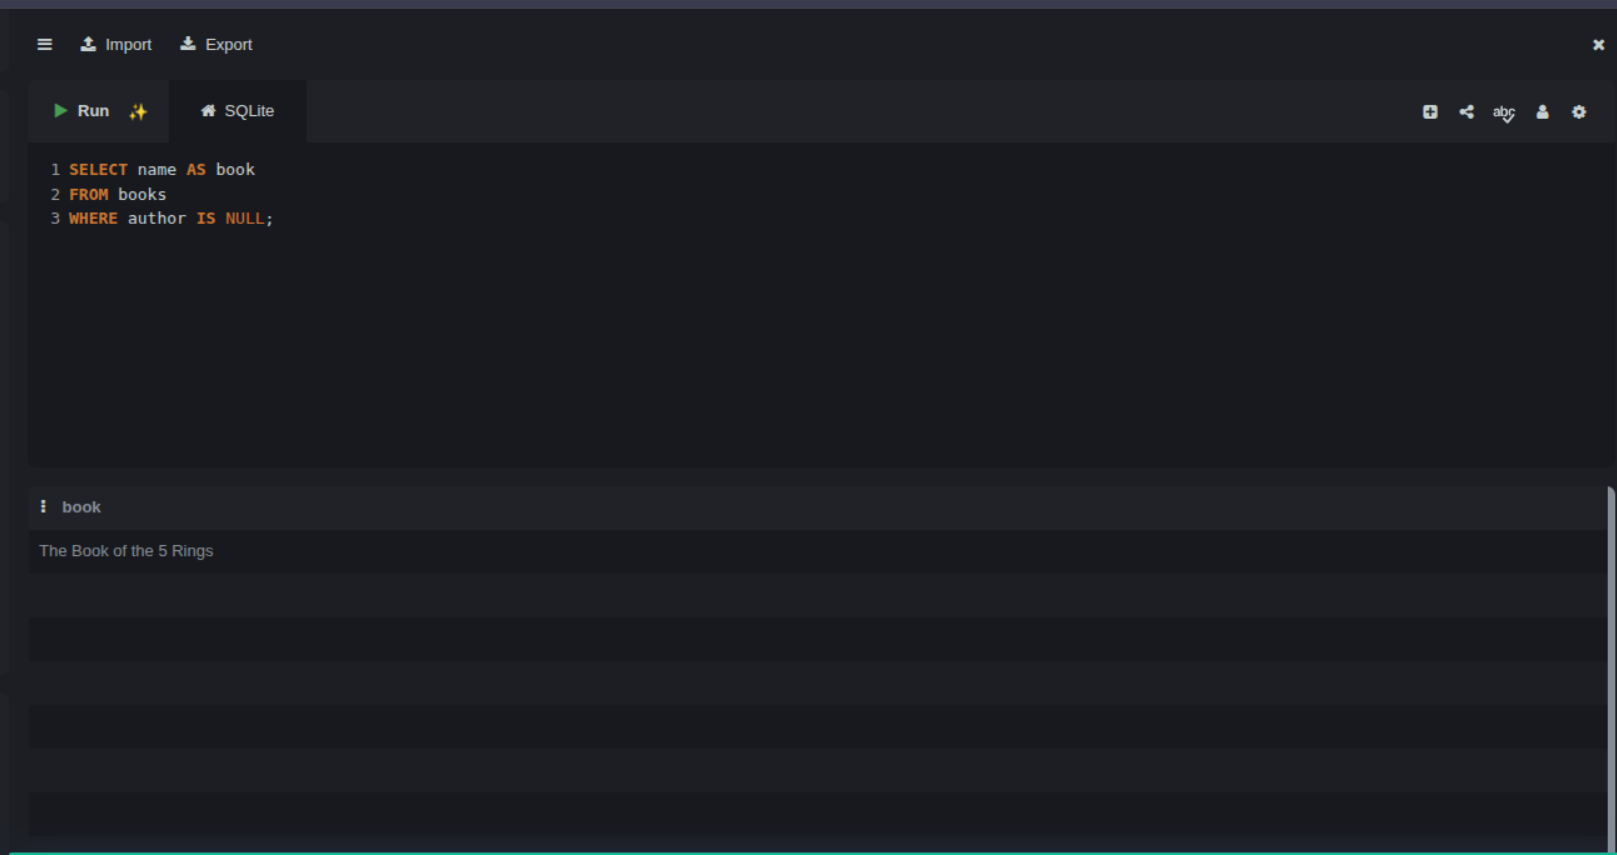 Import Export
Run SQLite abc
1 SELECT name AS book
2 FROM books
3 WHERE author IS NULL;
book
The Book of the 5 Rings